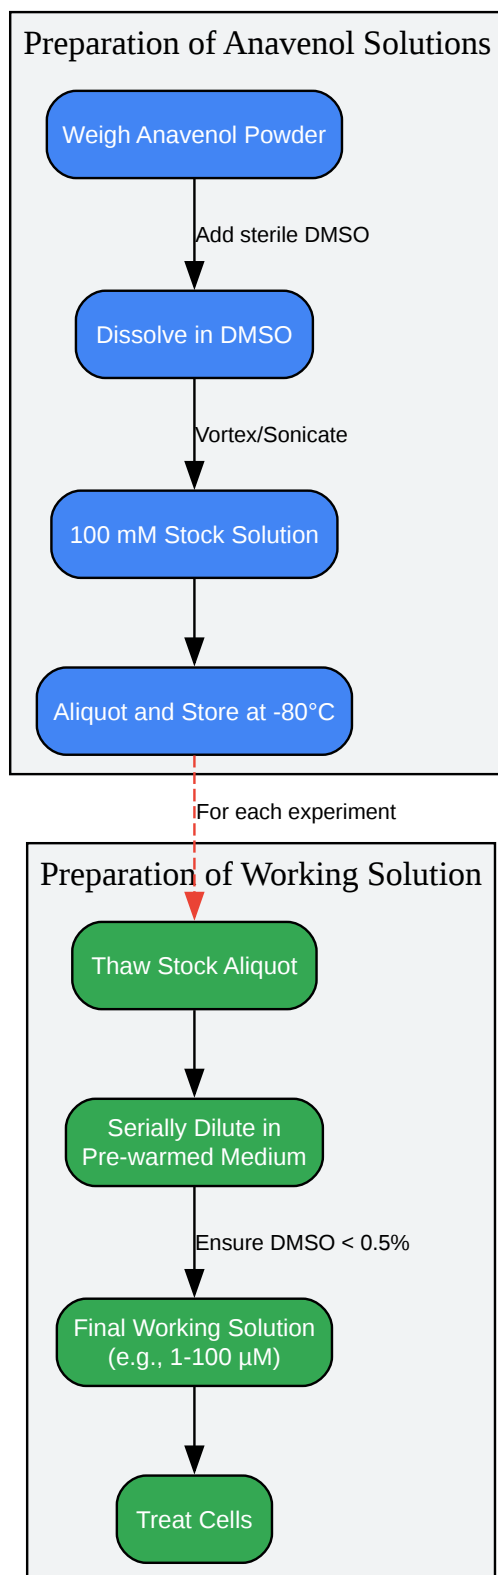 Preparation of Anavenol Solutions
Weigh Anavenol Powder
Add sterile DMSO
Dissolve in DMSO
Vortex/Sonicate
100 mM Stock Solution
Aliquot and Store at -80°C
For each experiment
Preparation of Working Solution
Thaw Stock Aliquot
Serially Dilute in
Pre-warmed Medium
Ensure DMSO < 0.5%
Final Working Solution
(e.g., 1-100 µM)
Treat Cells